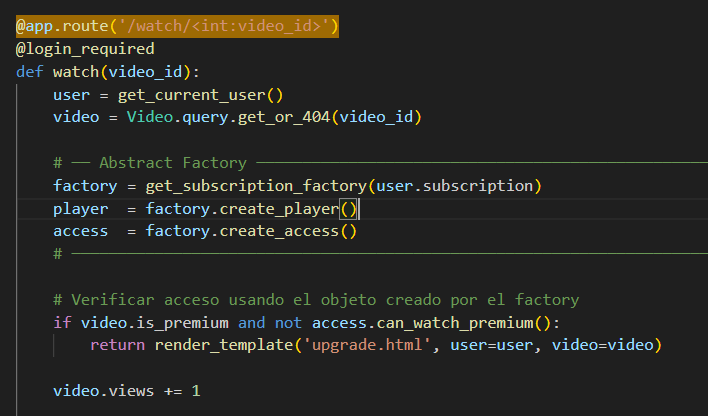 @app.route('/watch/<int:video_id>')
@login_required
def watch(video_id):
    user = get_current_user()
    video = Video.query.get_or_404(video_id)

    # —— Abstract Factory ————————————————————————————————
    factory = get_subscription_factory(user.subscription)
    player  = factory.create_player()
    access  = factory.create_access()
    # ————————————————————————————————————————————————————

    # Verificar acceso usando el objeto creado por el factory
    if video.is_premium and not access.can_watch_premium():
        return render_template('upgrade.html', user=user, video=video)

    video.views += 1